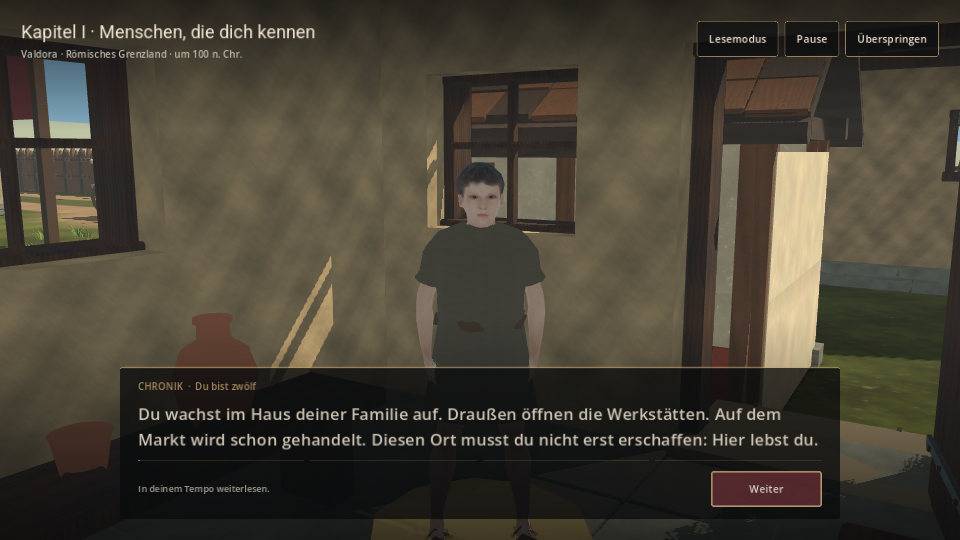 Kapitel I · Menschen, die dich kennen
Valdora · Römisches Grenzland · um 100 n. Chr.
Lesemodus
Pause
Überspringen
CHRONIK · Du bist zwölf
Du wachst im Haus deiner Familie auf. Draußen öffnen die Werkstätten. Auf dem
Markt wird schon gehandelt. Diesen Ort musst du nicht erst erschaffen: Hier lebst du.
In deinem Tempo weiterlesen.
Weiter